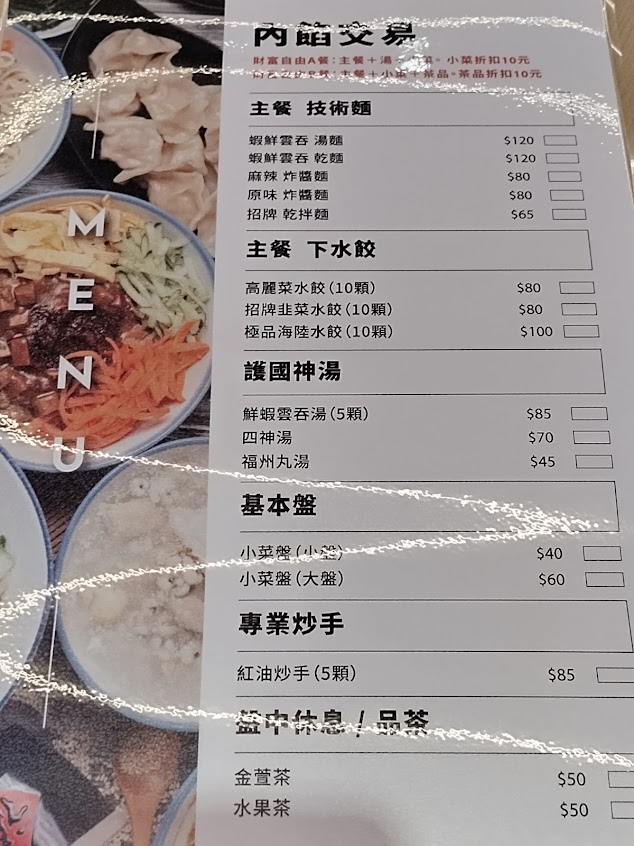 內餡交易
財富自由A餐：主餐＋湯。小菜折扣10元
主餐＋小菜＋茶品。茶品折扣10元
主餐 技術麵
蝦鮮雲吞 湯麵 $120
蝦鮮雲吞 乾麵 $120
麻辣 炸醬麵 $80
原味 炸醬麵 $80
招牌 乾拌麵 $65
主餐 下水餃
高麗菜水餃(10顆) $80
招牌韭菜水餃(10顆) $80
極品海陸水餃(10顆) $100
護國神湯
鮮蝦雲吞湯(5顆) $85
四神湯 $70
福州丸湯 $45
基本盤
小菜盤(小盤) $40
小菜盤(大盤) $60
專業炒手
紅油炒手(5顆) $85
盤中休息 / 品茶
金萱茶 $50
水果茶 $50
MENU